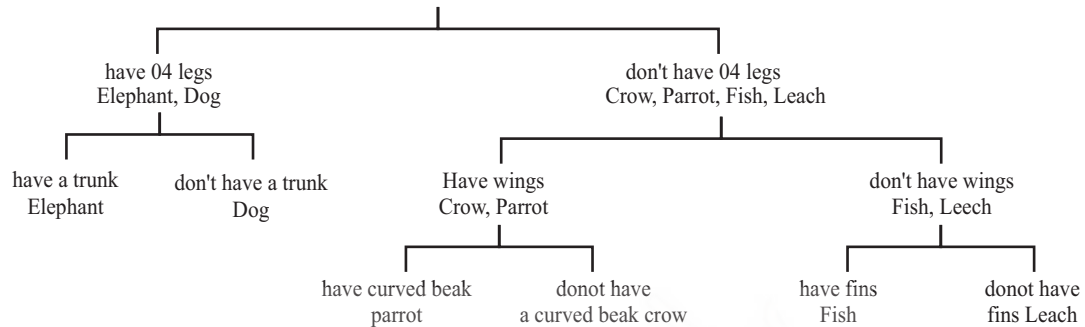 have 04 legs
Elephant, Dog
don't have 04 legs
Crow, Parrot, Fish, Leach
have a trunk
Elephant
don't have a trunk
Dog
Have wings
Crow, Parrot
don't have wings
Fish, Leech
have curved beak
parrot
donot have
a curved beak crow
have fins
Fish
donot have
fins Leach